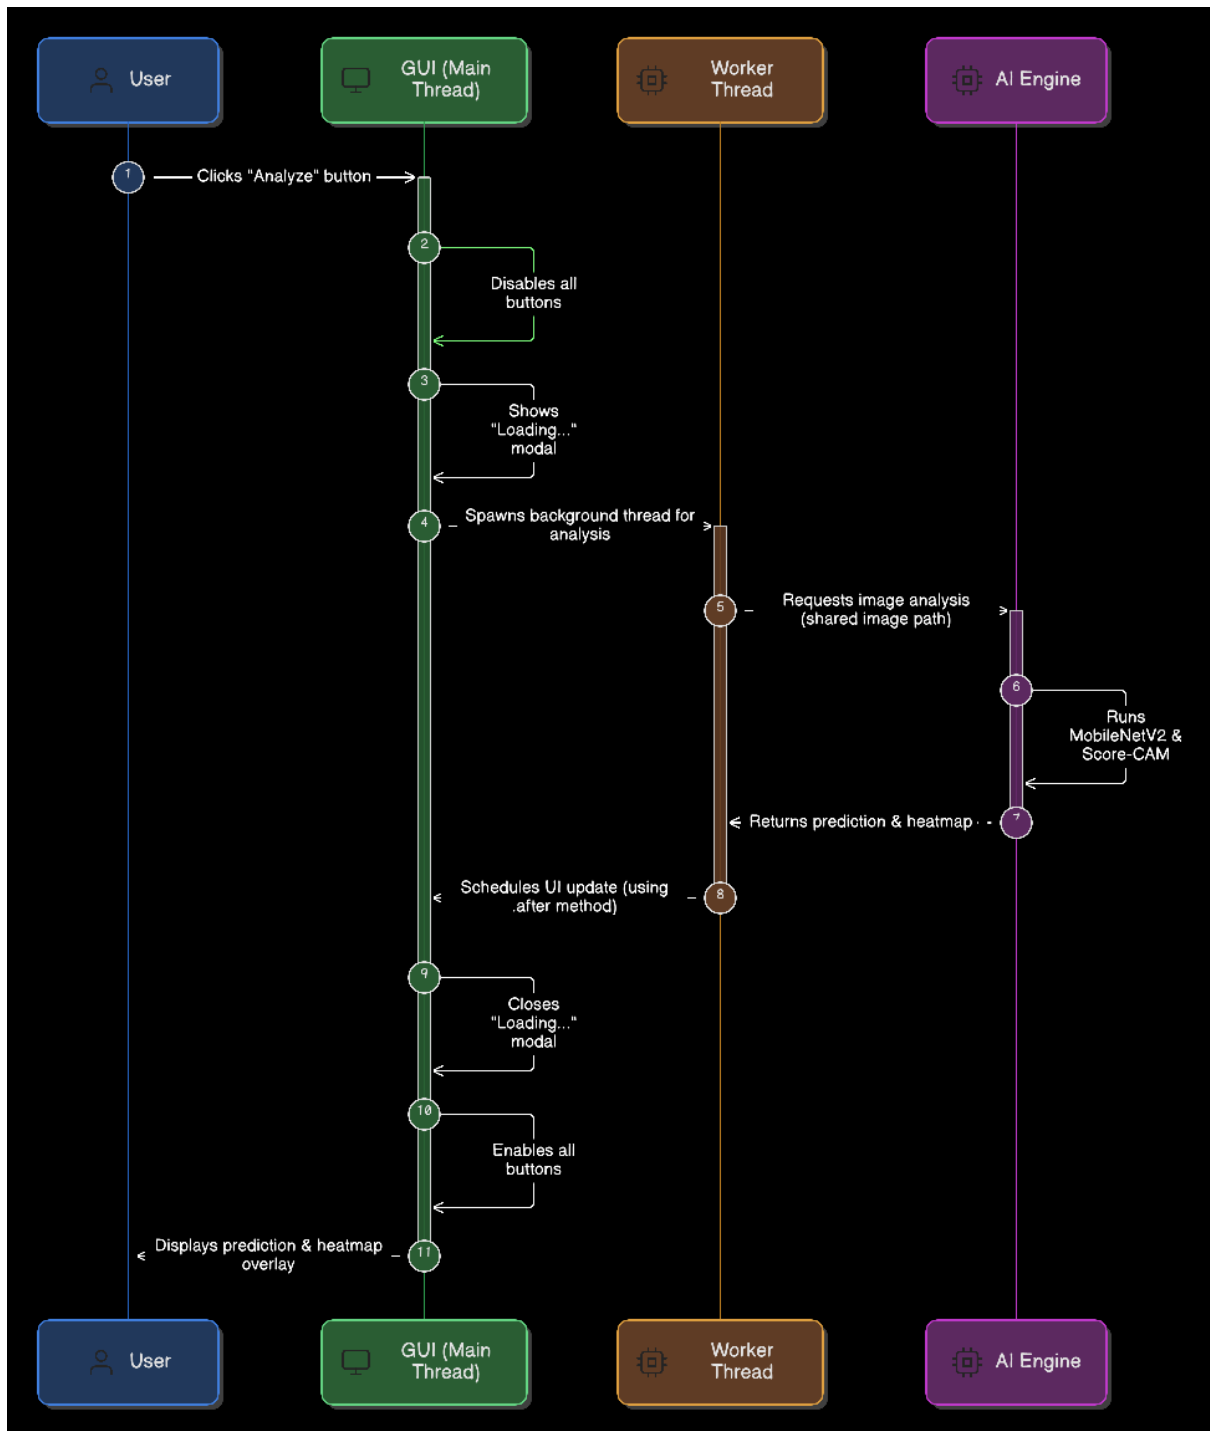 User
GUI (Main
Thread)
Worker
Thread
AI Engine
1
Clicks "Analyze" button
2
Disables all
buttons
3
Shows
"Loading..."
modal
4
Spawns background thread for
analysis
5
Requests image analysis
(shared image path)
6
Runs
MobileNetV2 &
Score-CAM
Returns prediction & heatmap
7
Schedules UI update (using
.after method)
8
9
Closes
"Loading..."
modal
10
Enables all
buttons
Displays prediction & heatmap
overlay
11
User
GUI (Main
Thread)
Worker
Thread
AI Engine